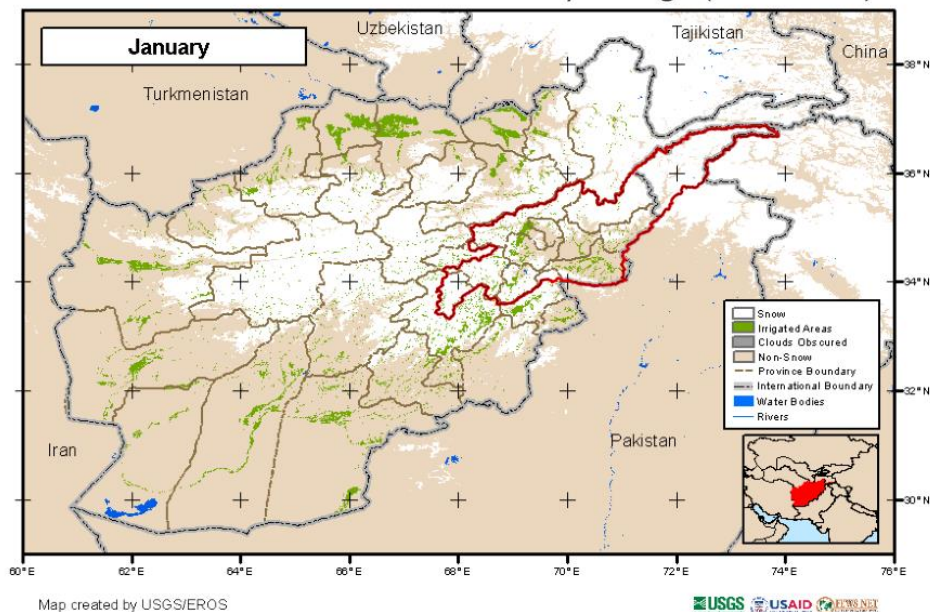 January
Uzbekistan
Tajikistan
China
Turkmenistan
38°N
36°N
34°N
32°N
30°N
Snow
Irrigated Areas
Clouds Obscured
Non-Snow
Province Boundary
International Boundary
Water Bodies
Rivers
Iran
Pakistan
60°E 62°E 64°E 66°E 68°E 70°E 72°E 74°E 76°E
Map created by USGS/EROS
USGS USAID FEWS NET